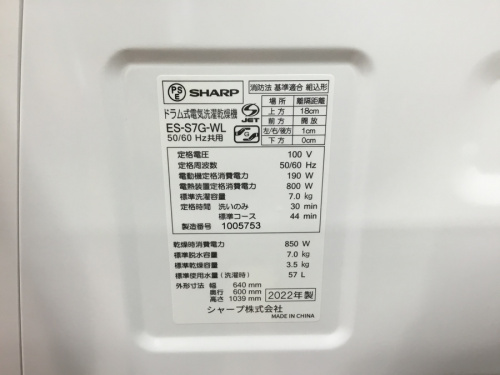 PS E SHARP
消防法 基準適合 組込形
ドラム式電気洗濯乾燥機
ES-S7G-WL
50/60 Hz共用
JET
場所 離隔距離
上方 18cm
前方 開放
左/右/後方 1cm
下方 0cm
定格電圧 100 V
定格周波数 50/60 Hz
電動機定格消費電力 190 W
電熱装置定格消費電力 800 W
標準洗濯容量 7.0 kg
定格時間 洗いのみ 30 min
標準コース 44 min
製造番号 1005753
乾燥時消費電力 850 W
標準脱水容量 7.0 kg
標準乾燥容量 3.5 kg
標準使用水量（洗濯時） 57 L
外形寸法 幅 640 mm
奥行 600 mm
高さ 1039 mm
2022年製
シャープ株式会社
MADE IN CHINA